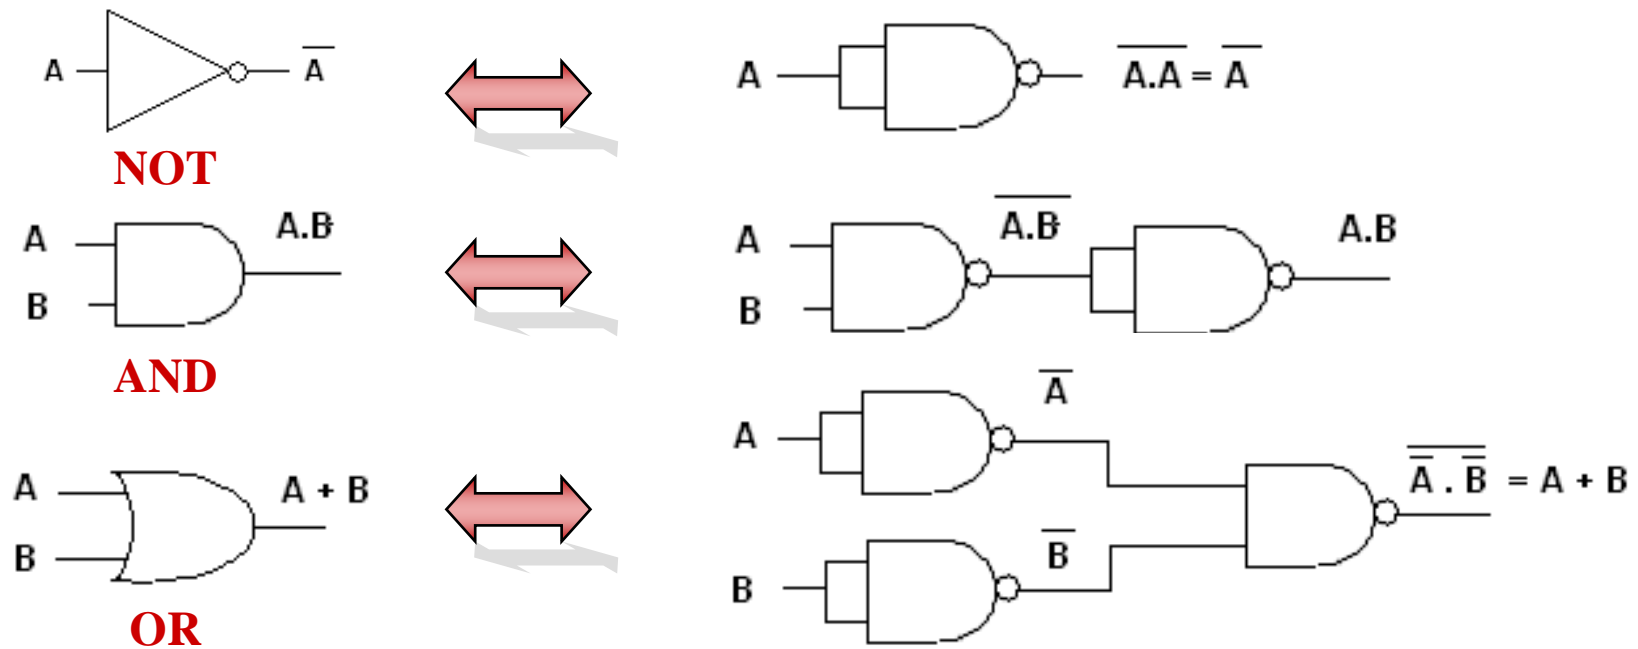 A A̅ A A̅.̅A̅ = A̅
NOT
A A.B A A̅.̅B̅ A.B
B B
AND
A̅
A
A A + B A̅̅ . B̅̅ = A + B
B B̅
B
OR